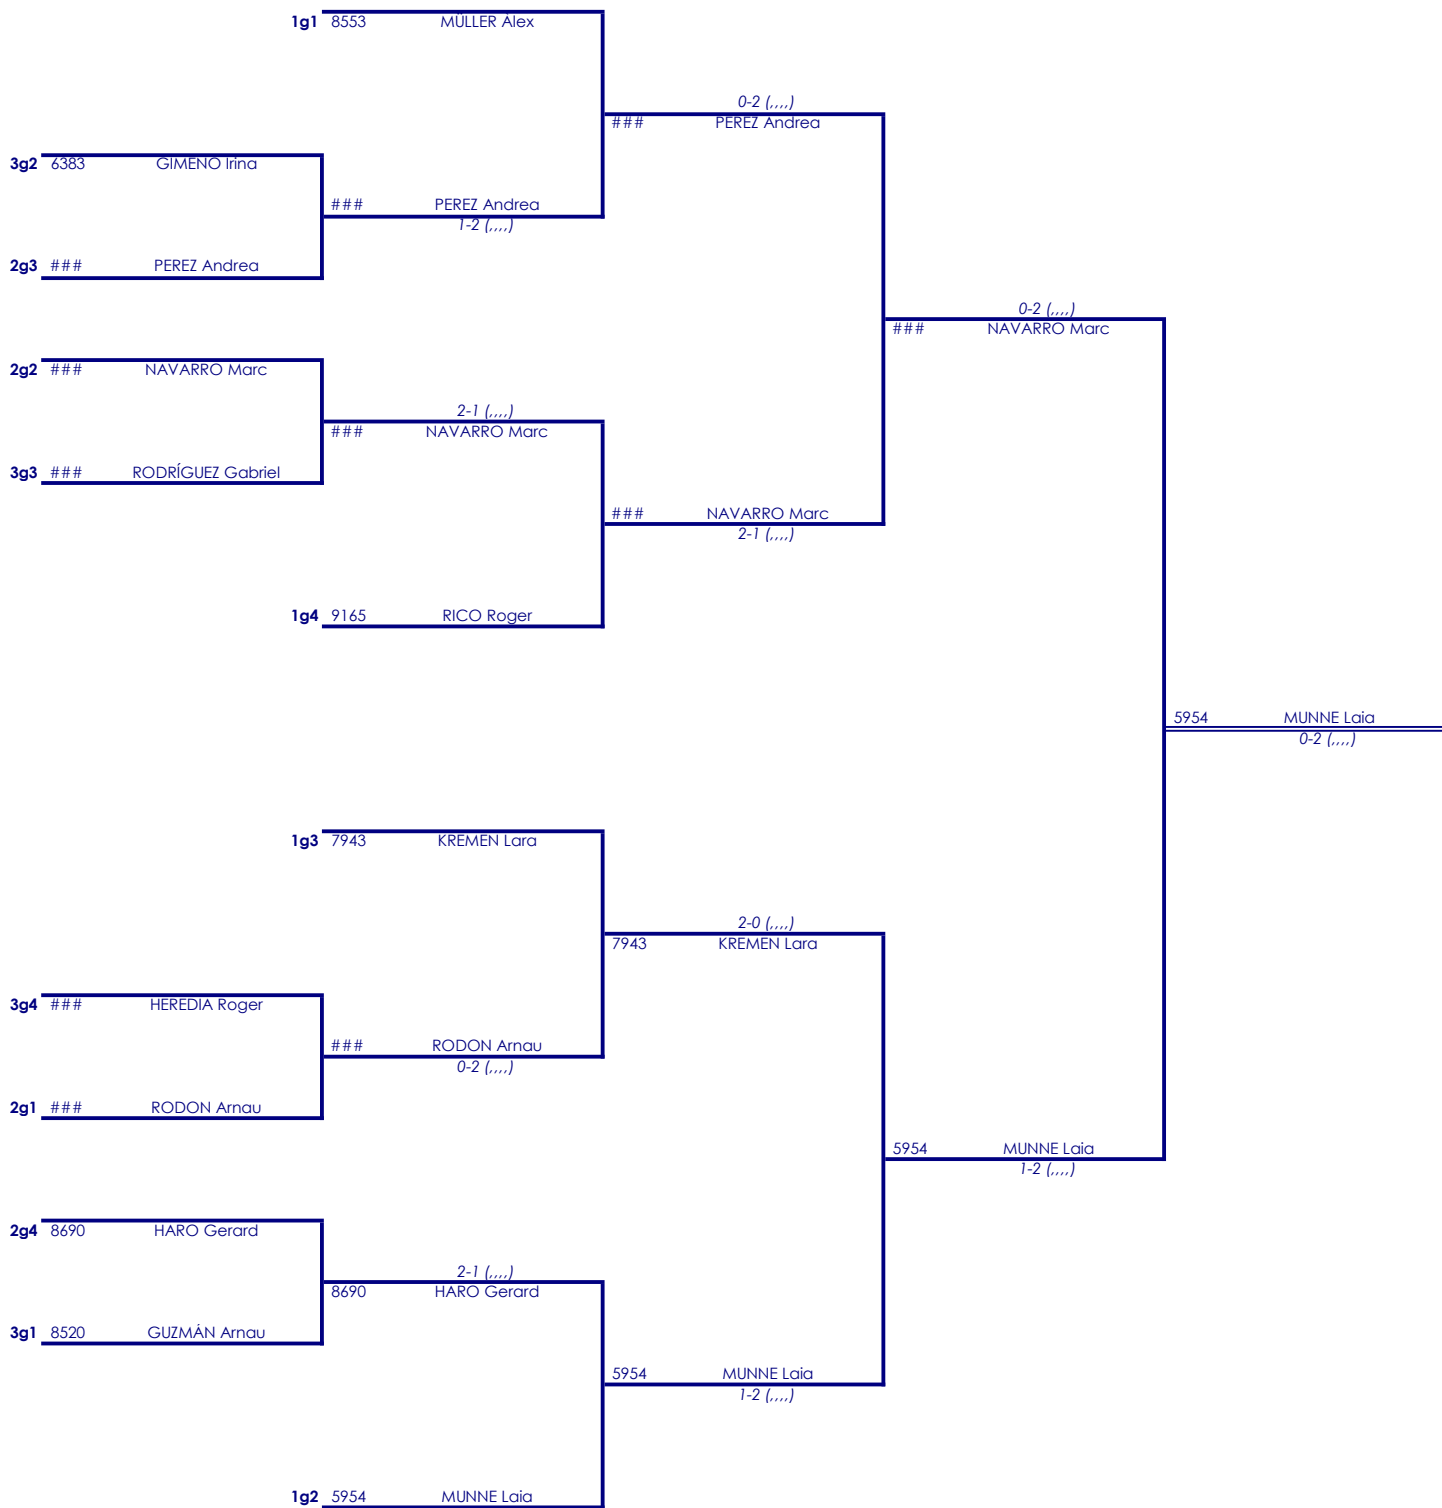 1g1 8553 MÜLLER Àlex
0-2 (,,,,)
### PEREZ Andrea
3g2 6383 GIMENO Irina
### PEREZ Andrea
1-2 (,,,,)
2g3 ### PEREZ Andrea
0-2 (,,,,)
### NAVARRO Marc
2g2 ### NAVARRO Marc
2-1 (,,,,)
### NAVARRO Marc
3g3 ### RODRÍGUEZ Gabriel
### NAVARRO Marc
2-1 (,,,,)
1g4 9165 RICO Roger
5954 MUNNE Laia
0-2 (,,,,)
1g3 7943 KREMEN Lara
2-0 (,,,,)
7943 KREMEN Lara
3g4 ### HEREDIA Roger
### RODON Arnau
0-2 (,,,,)
2g1 ### RODON Arnau
5954 MUNNE Laia
1-2 (,,,,)
2g4 8690 HARO Gerard
2-1 (,,,,)
8690 HARO Gerard
3g1 8520 GUZMÁN Arnau
5954 MUNNE Laia
1-2 (,,,,)
1g2 5954 MUNNE Laia